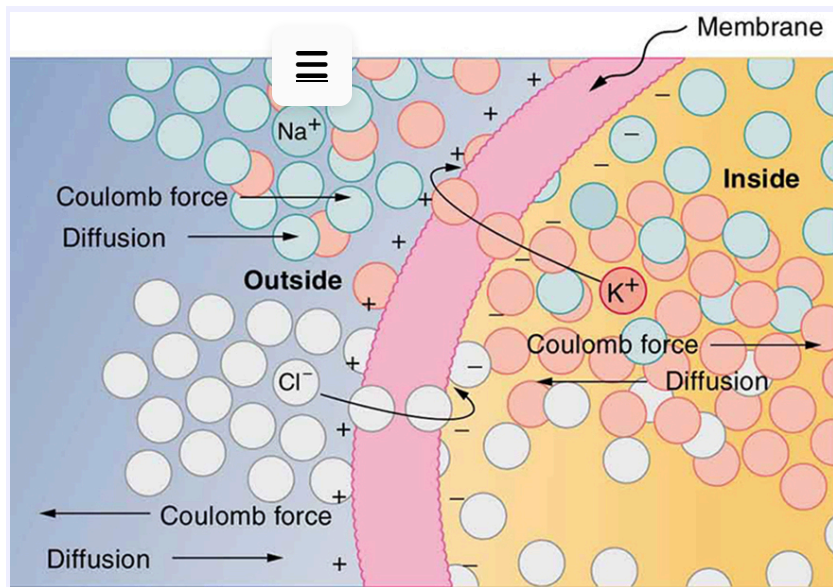 Membrane
Na+
Inside
Coulomb force
Diffusion
Outside
K+
Coulomb force
Diffusion
Cl−
Coulomb force
Diffusion